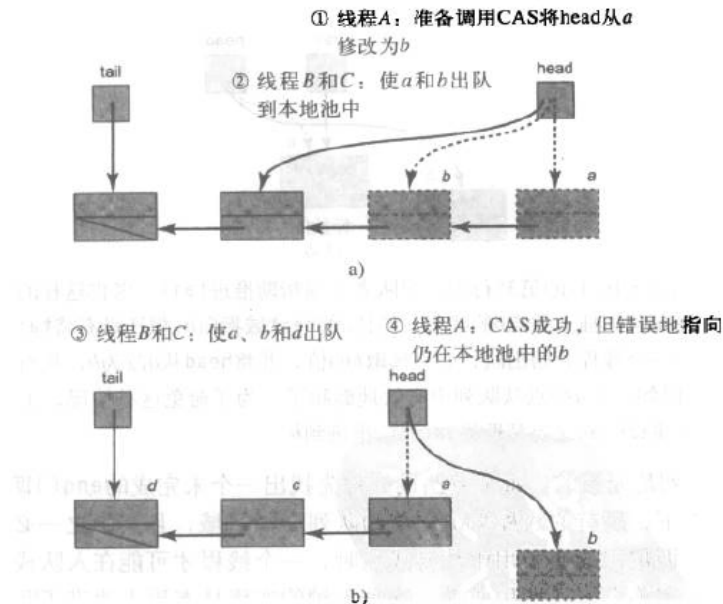 ① 线程A：准备调用CAS将head从a
修改为b
tail
② 线程B和C：使a和b出队
到本地池中
head
b
a
a)
③ 线程B和C：使a、b和d出队
④ 线程A：CAS成功，但错误地指向
仍在本地池中的b
tail
head
c
a
b
b)